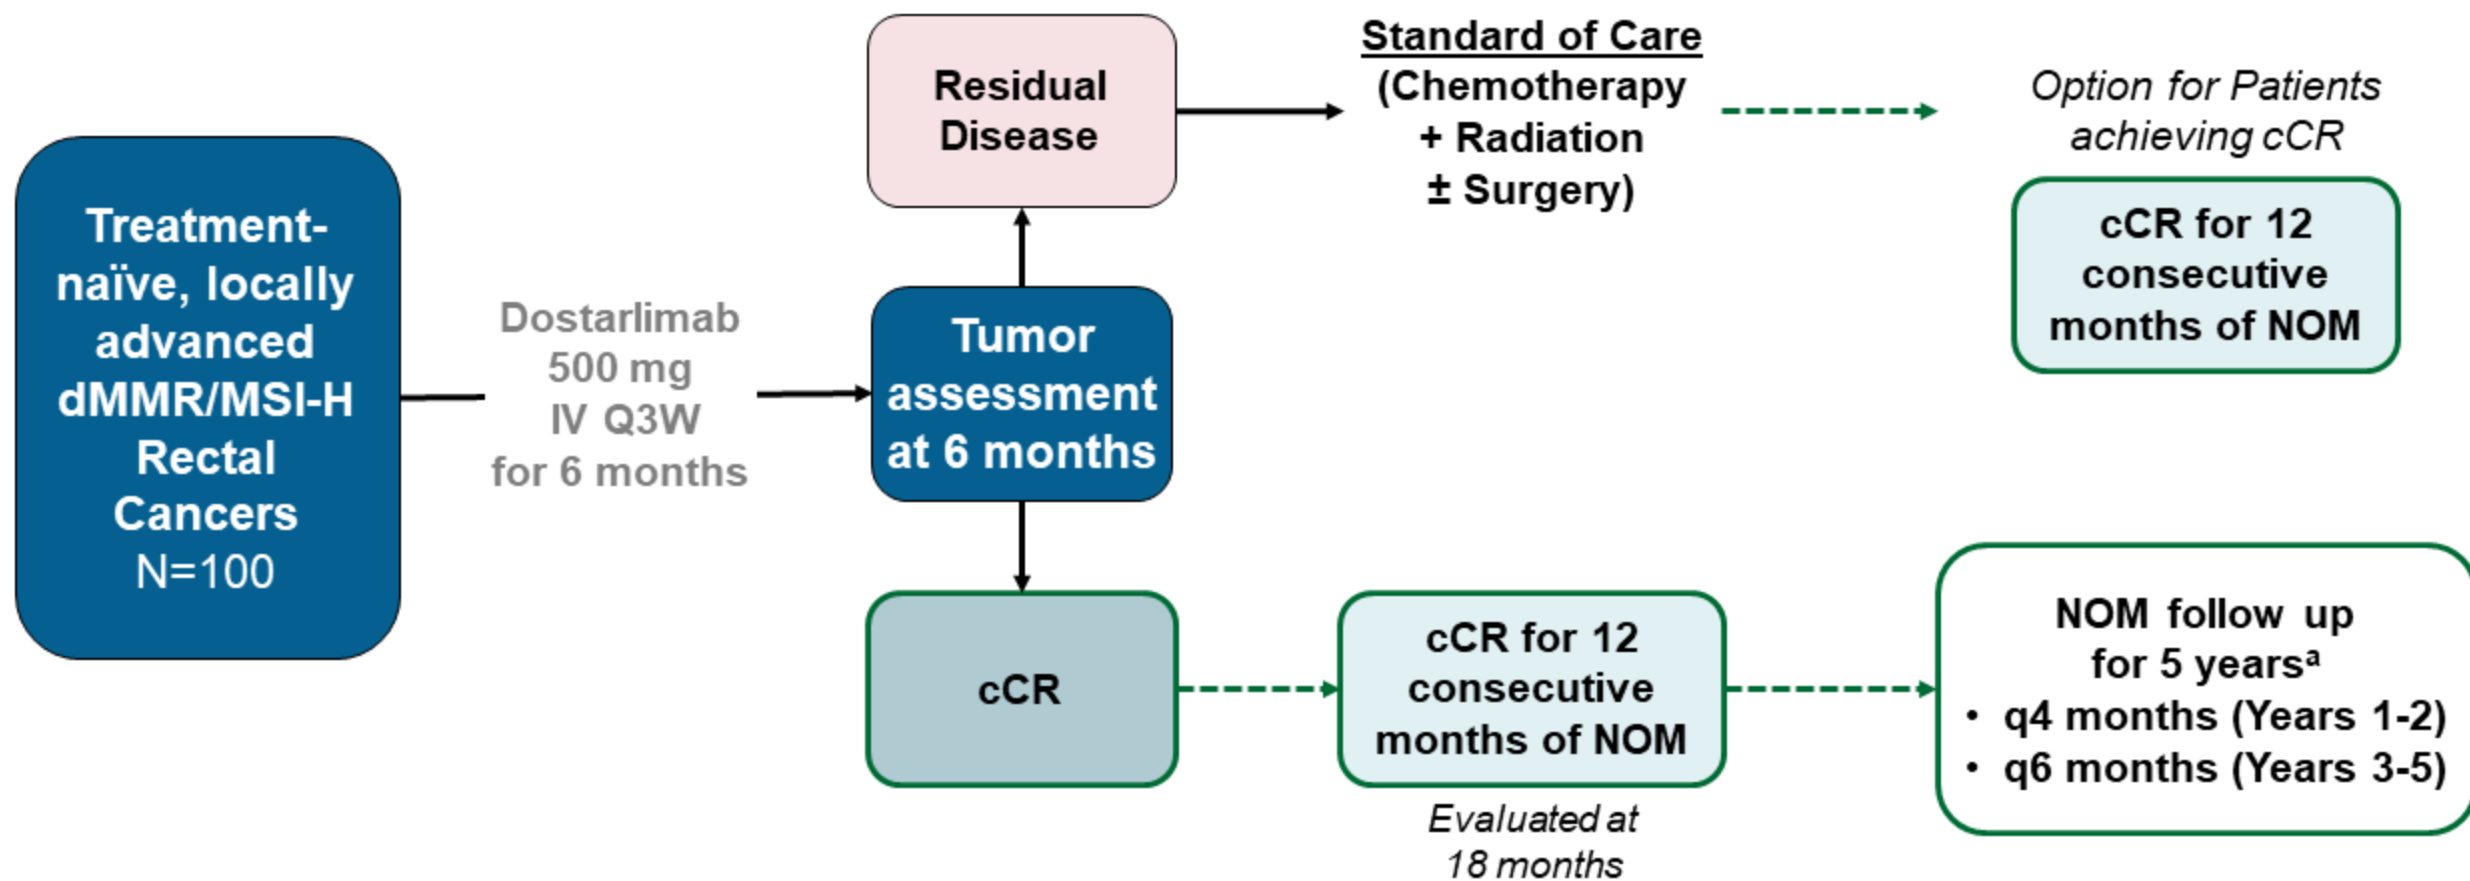 Treatment-
naïve, locally
advanced
dMMR/MSI-H
Rectal
Cancers
N=100
Dostarlimab
500 mg
IV Q3W
for 6 months
Tumor
assessment
at 6 months
Residual
Disease
Standard of Care
(Chemotherapy
+ Radiation
± Surgery)
Option for Patients
achieving cCR
cCR for 12
consecutive
months of NOM
cCR
cCR for 12
consecutive
months of NOM
Evaluated at
18 months
NOM follow up
for 5 yearsᵃ
• q4 months (Years 1-2)
• q6 months (Years 3-5)